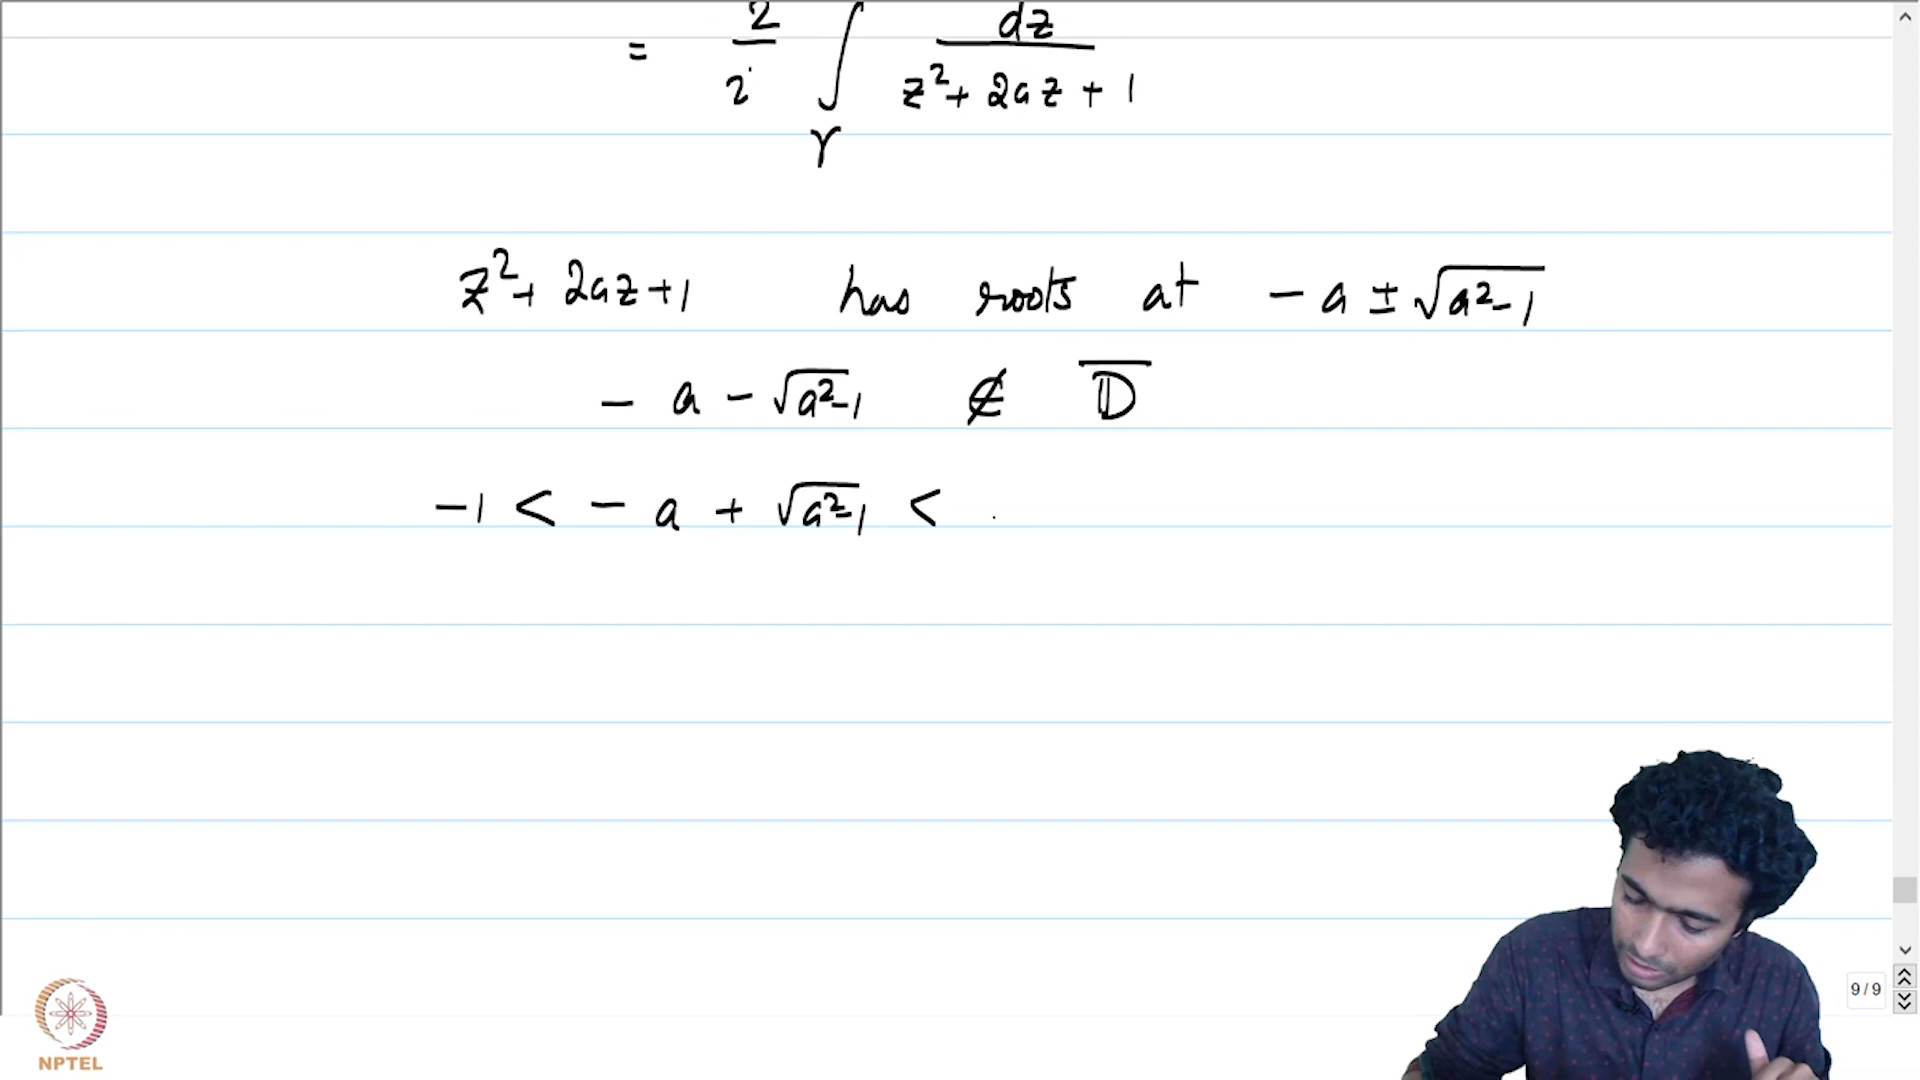 = 2/i ∫_γ dz/(z² + 2az + 1)
z² + 2az + 1 has roots at - a ± √(a² - 1)
- a - √(a² - 1) ∉ 𝔻̅
-1 < - a + √(a² - 1) <
9 / 9
NPTEL